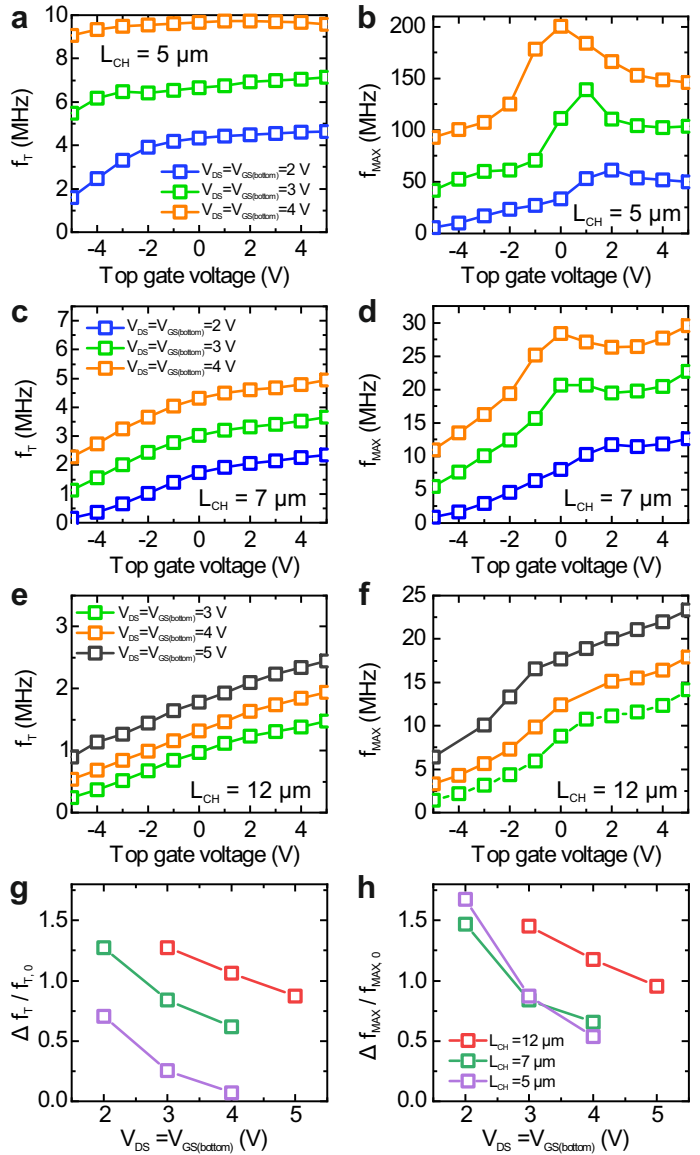 a
10
8
6
4
2
0
f_T (MHz)
L_CH = 5 µm
V_DS=V_GS(bottom)=2 V
V_DS=V_GS(bottom)=3 V
V_DS=V_GS(bottom)=4 V
-4 -2 0 2 4
Top gate voltage (V)
b
200
150
100
50
0
f_MAX (MHz)
L_CH = 5 µm
-4 -2 0 2 4
Top gate voltage (V)
c
7
6
5
4
3
2
1
0
f_T (MHz)
V_DS=V_GS(bottom)=2 V
V_DS=V_GS(bottom)=3 V
V_DS=V_GS(bottom)=4 V
L_CH = 7 µm
-4 -2 0 2 4
Top gate voltage (V)
d
30
25
20
15
10
5
0
f_MAX (MHz)
L_CH = 7 µm
-4 -2 0 2 4
Top gate voltage (V)
e
3
2
1
0
f_T (MHz)
V_DS=V_GS(bottom)=3 V
V_DS=V_GS(bottom)=4 V
V_DS=V_GS(bottom)=5 V
L_CH = 12 µm
-4 -2 0 2 4
Top gate voltage (V)
f
25
20
15
10
5
0
f_MAX (MHz)
L_CH = 12 µm
-4 -2 0 2 4
Top gate voltage (V)
g
1.5
1.0
0.5
0.0
Δ f_T / f_T, 0
2 3 4 5
V_DS =V_GS(bottom) (V)
h
1.5
1.0
0.5
0.0
Δ f_MAX / f_MAX, 0
L_CH =12 µm
L_CH =7 µm
L_CH =5 µm
2 3 4 5
V_DS =V_GS(bottom) (V)